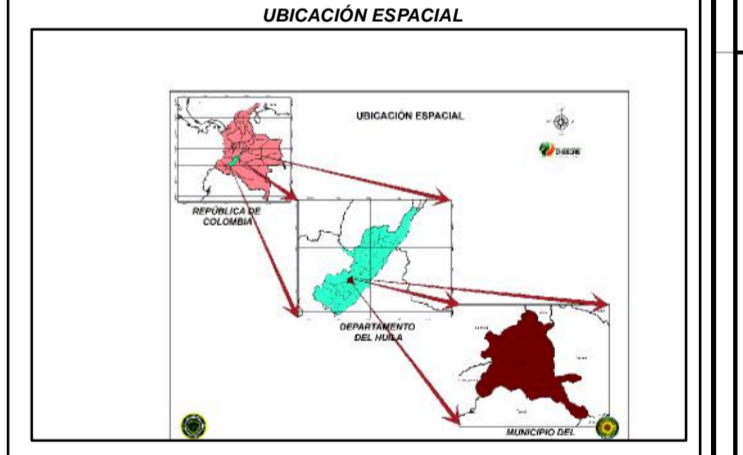 UBICACIÓN ESPACIAL
UBICACIÓN ESPACIAL
REPÚBLICA DE
COLOMBIA
DEPARTAMENTO
DEL HUILA
MUNICIPIO DEL